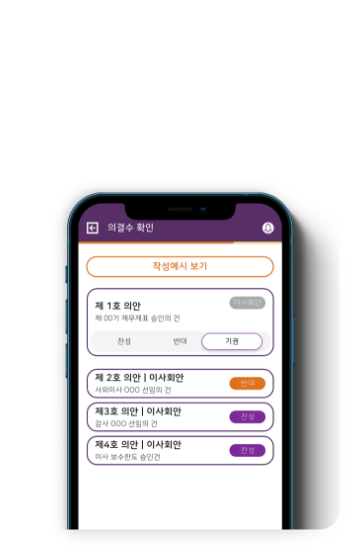 의결수 확인
작성예시 보기
제 1호 의안 이사회안
제 00기 재무재표 승인의 건
찬성 반대 기권
제 2호 의안 | 이사회안 반대
사외이사 OOO 선임의 건
제3호 의안 | 이사회안 찬성
감사 OOO 선임의 건
제4호 의안 | 이사회안 찬성
이사 보수한도 승인건